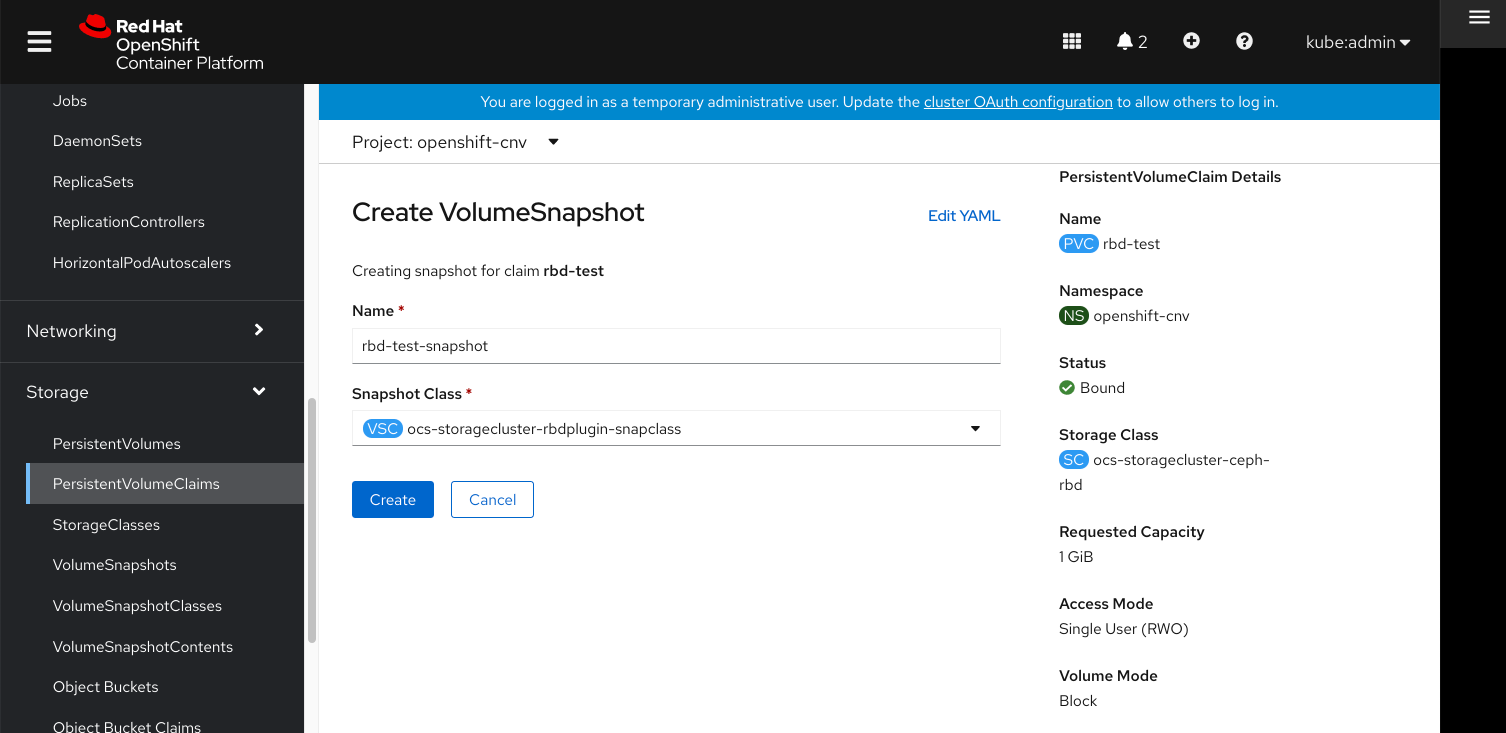 Red Hat
OpenShift
Container Platform
2
kube:admin
Jobs
DaemonSets
ReplicaSets
ReplicationControllers
HorizontalPodAutoscalers
Networking
Storage
PersistentVolumes
PersistentVolumeClaims
StorageClasses
VolumeSnapshots
VolumeSnapshotClasses
VolumeSnapshotContents
Object Buckets
Object Bucket Claims
You are logged in as a temporary administrative user. Update the cluster OAuth configuration to allow others to log in.
Project: openshift-cnv
Create VolumeSnapshot
Edit YAML
Creating snapshot for claim rbd-test
Name *
rbd-test-snapshot
Snapshot Class *
VSC ocs-storagecluster-rbdplugin-snapclass
Create
Cancel
PersistentVolumeClaim Details
Name
PVC rbd-test
Namespace
NS openshift-cnv
Status
Bound
Storage Class
SC ocs-storagecluster-ceph-
rbd
Requested Capacity
1 GiB
Access Mode
Single User (RWO)
Volume Mode
Block